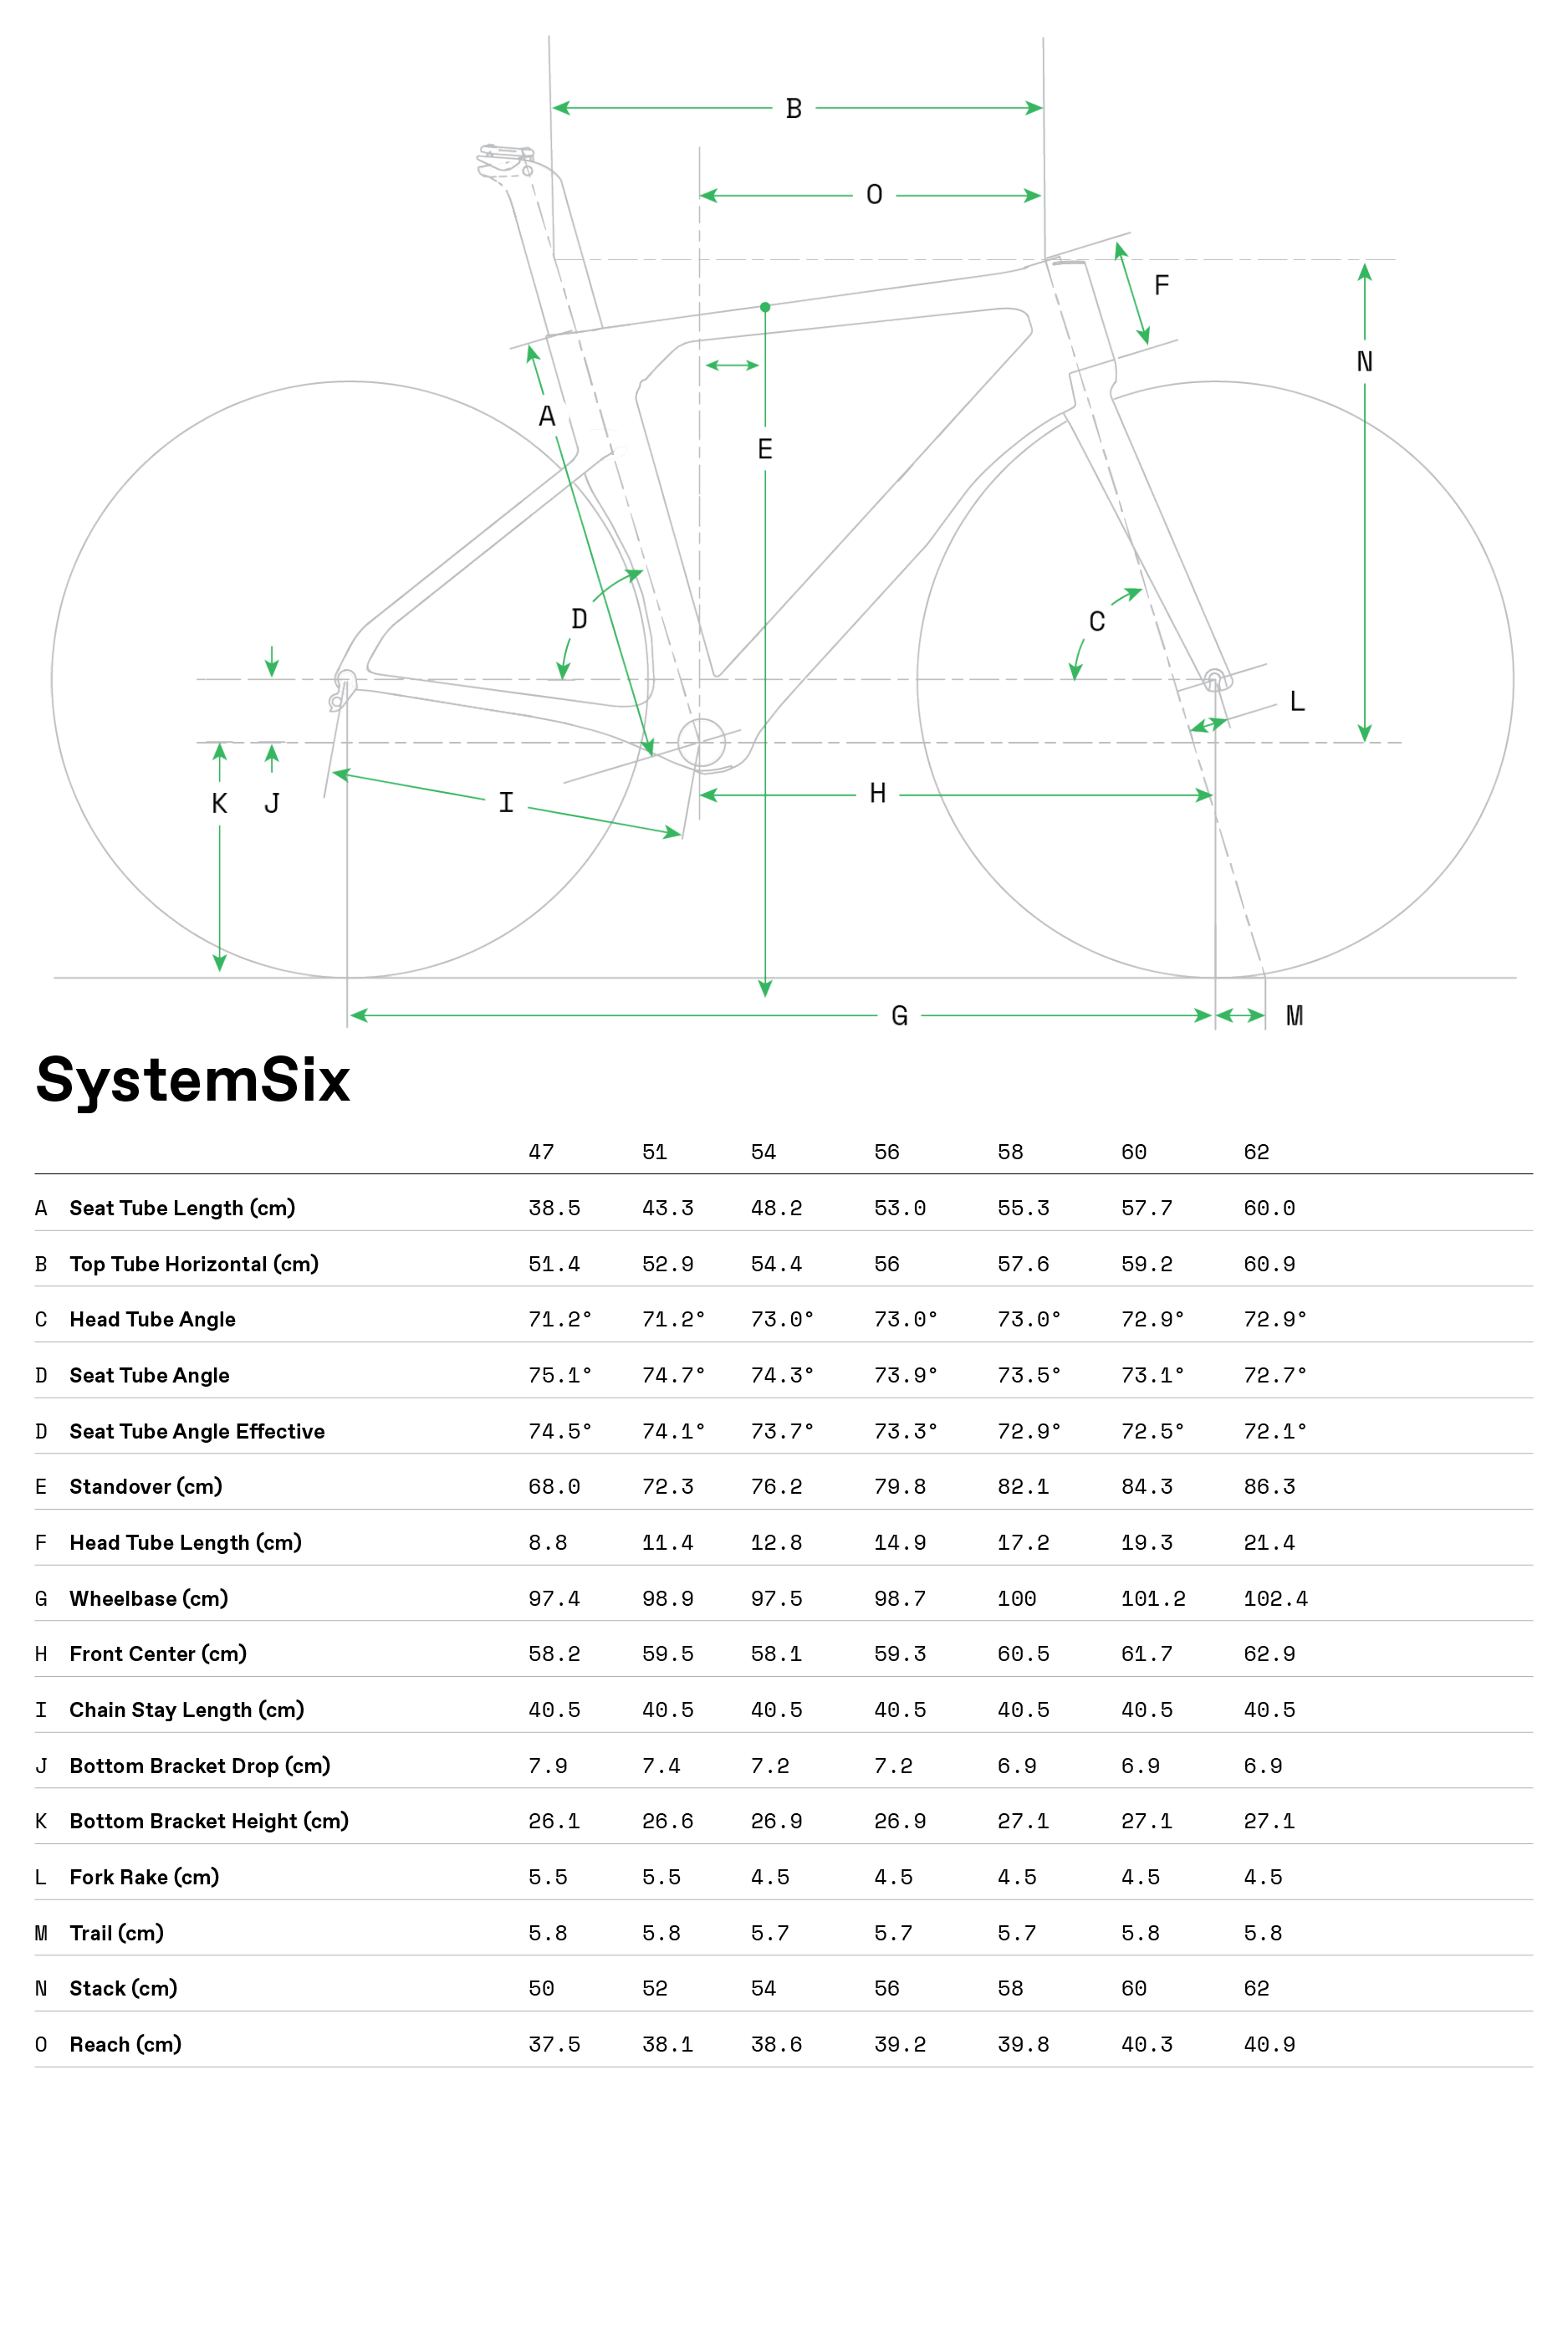 B
O
F
N
A
E
D
C
L
K
J
I
H
G
M
SystemSix
47 51 54 56 58 60 62
A Seat Tube Length (cm) 38.5 43.3 48.2 53.0 55.3 57.7 60.0
B Top Tube Horizontal (cm) 51.4 52.9 54.4 56 57.6 59.2 60.9
C Head Tube Angle 71.2° 71.2° 73.0° 73.0° 73.0° 72.9° 72.9°
D Seat Tube Angle 75.1° 74.7° 74.3° 73.9° 73.5° 73.1° 72.7°
D Seat Tube Angle Effective 74.5° 74.1° 73.7° 73.3° 72.9° 72.5° 72.1°
E Standover (cm) 68.0 72.3 76.2 79.8 82.1 84.3 86.3
F Head Tube Length (cm) 8.8 11.4 12.8 14.9 17.2 19.3 21.4
G Wheelbase (cm) 97.4 98.9 97.5 98.7 100 101.2 102.4
H Front Center (cm) 58.2 59.5 58.1 59.3 60.5 61.7 62.9
I Chain Stay Length (cm) 40.5 40.5 40.5 40.5 40.5 40.5 40.5
J Bottom Bracket Drop (cm) 7.9 7.4 7.2 7.2 6.9 6.9 6.9
K Bottom Bracket Height (cm) 26.1 26.6 26.9 26.9 27.1 27.1 27.1
L Fork Rake (cm) 5.5 5.5 4.5 4.5 4.5 4.5 4.5
M Trail (cm) 5.8 5.8 5.7 5.7 5.7 5.8 5.8
N Stack (cm) 50 52 54 56 58 60 62
O Reach (cm) 37.5 38.1 38.6 39.2 39.8 40.3 40.9